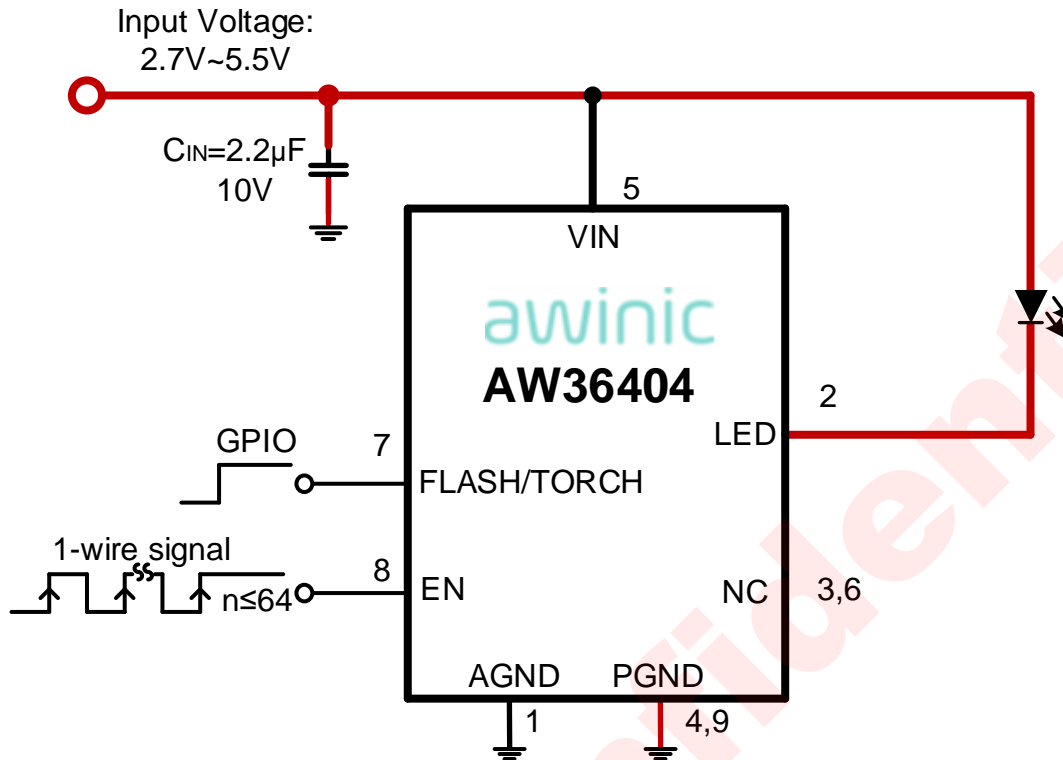 Input Voltage:
2.7V~5.5V
CIN=2.2µF
10V
5
VIN
awinic
AW36404
2
LED
GPIO
7
FLASH/TORCH
1-wire signal
n≤64
8
EN
NC
3,6
AGND
PGND
1
4,9